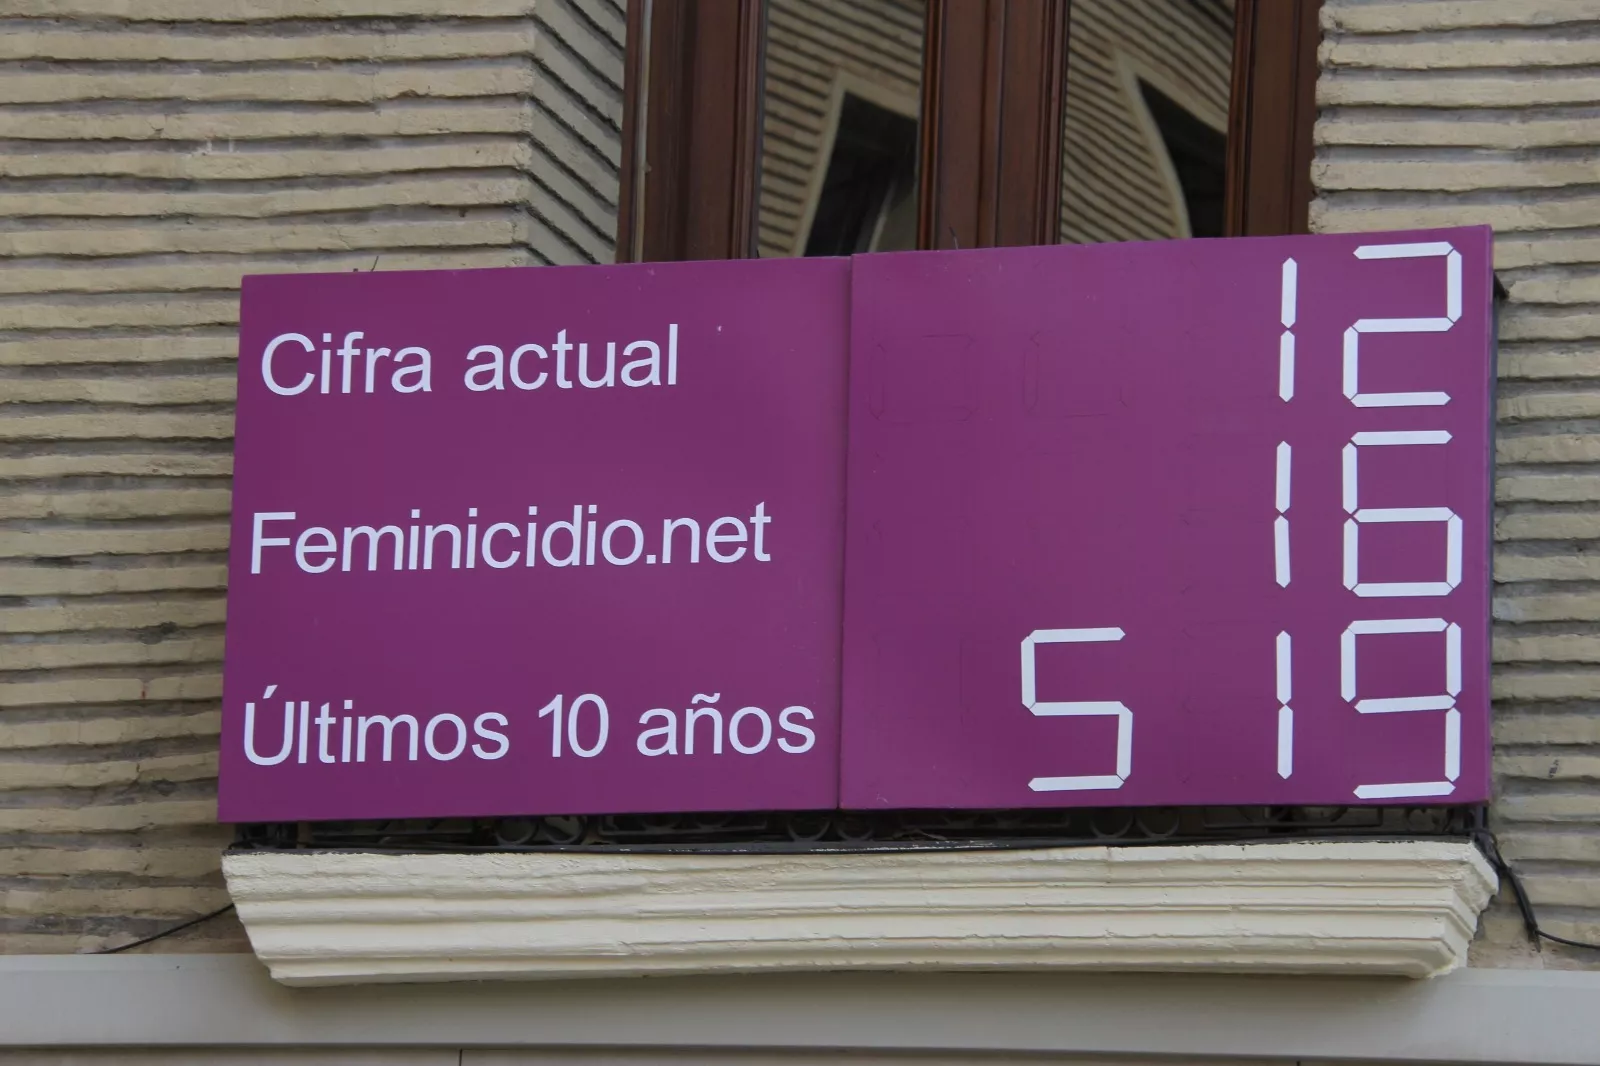 Cifra actual 12
Feminicidio.net 16
Últimos 10 años 519